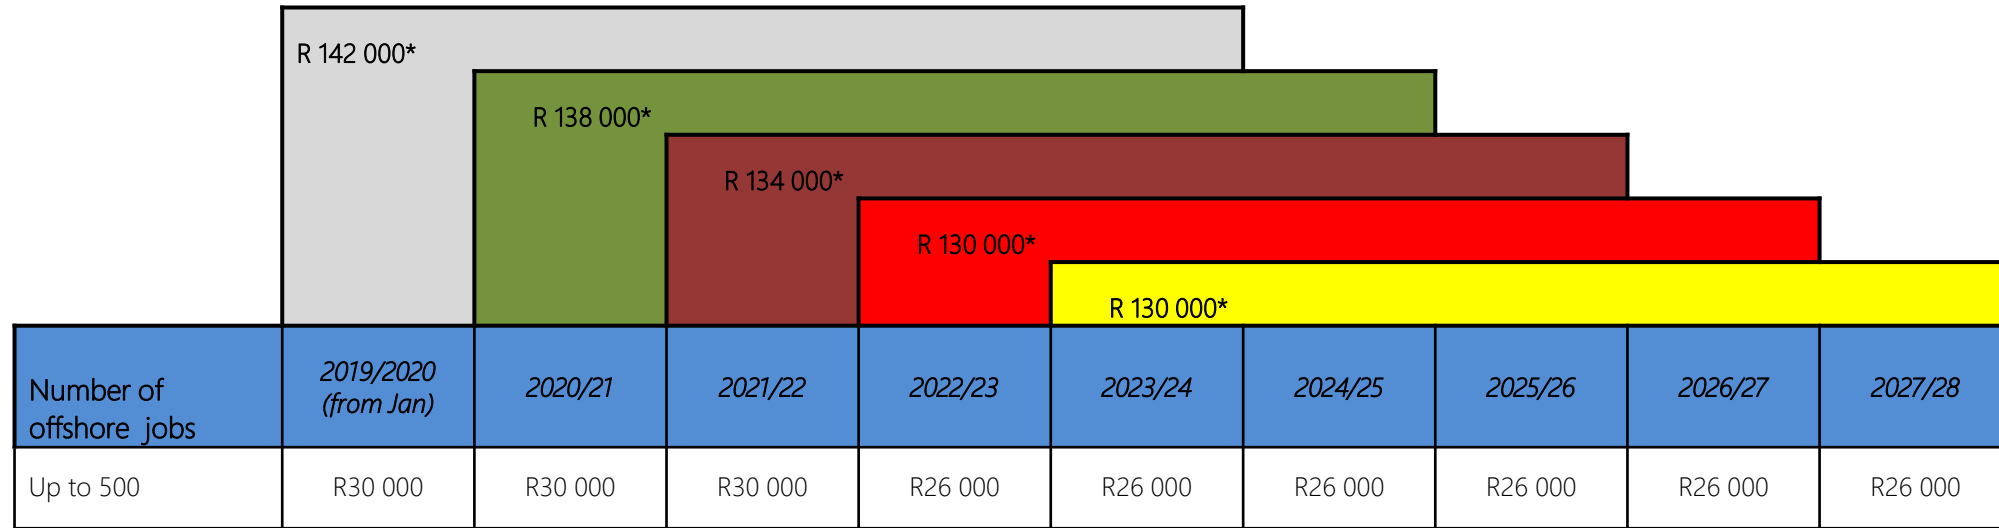 R 142 000*
R 138 000*
R 134 000*
R 130 000*
R 130 000*
Number of offshore jobs 2019/2020 (from Jan) 2020/21 2021/22 2022/23 2023/24 2024/25 2025/26 2026/27 2027/28
Up to 500 R30 000 R30 000 R30 000 R26 000 R26 000 R26 000 R26 000 R26 000 R26 000